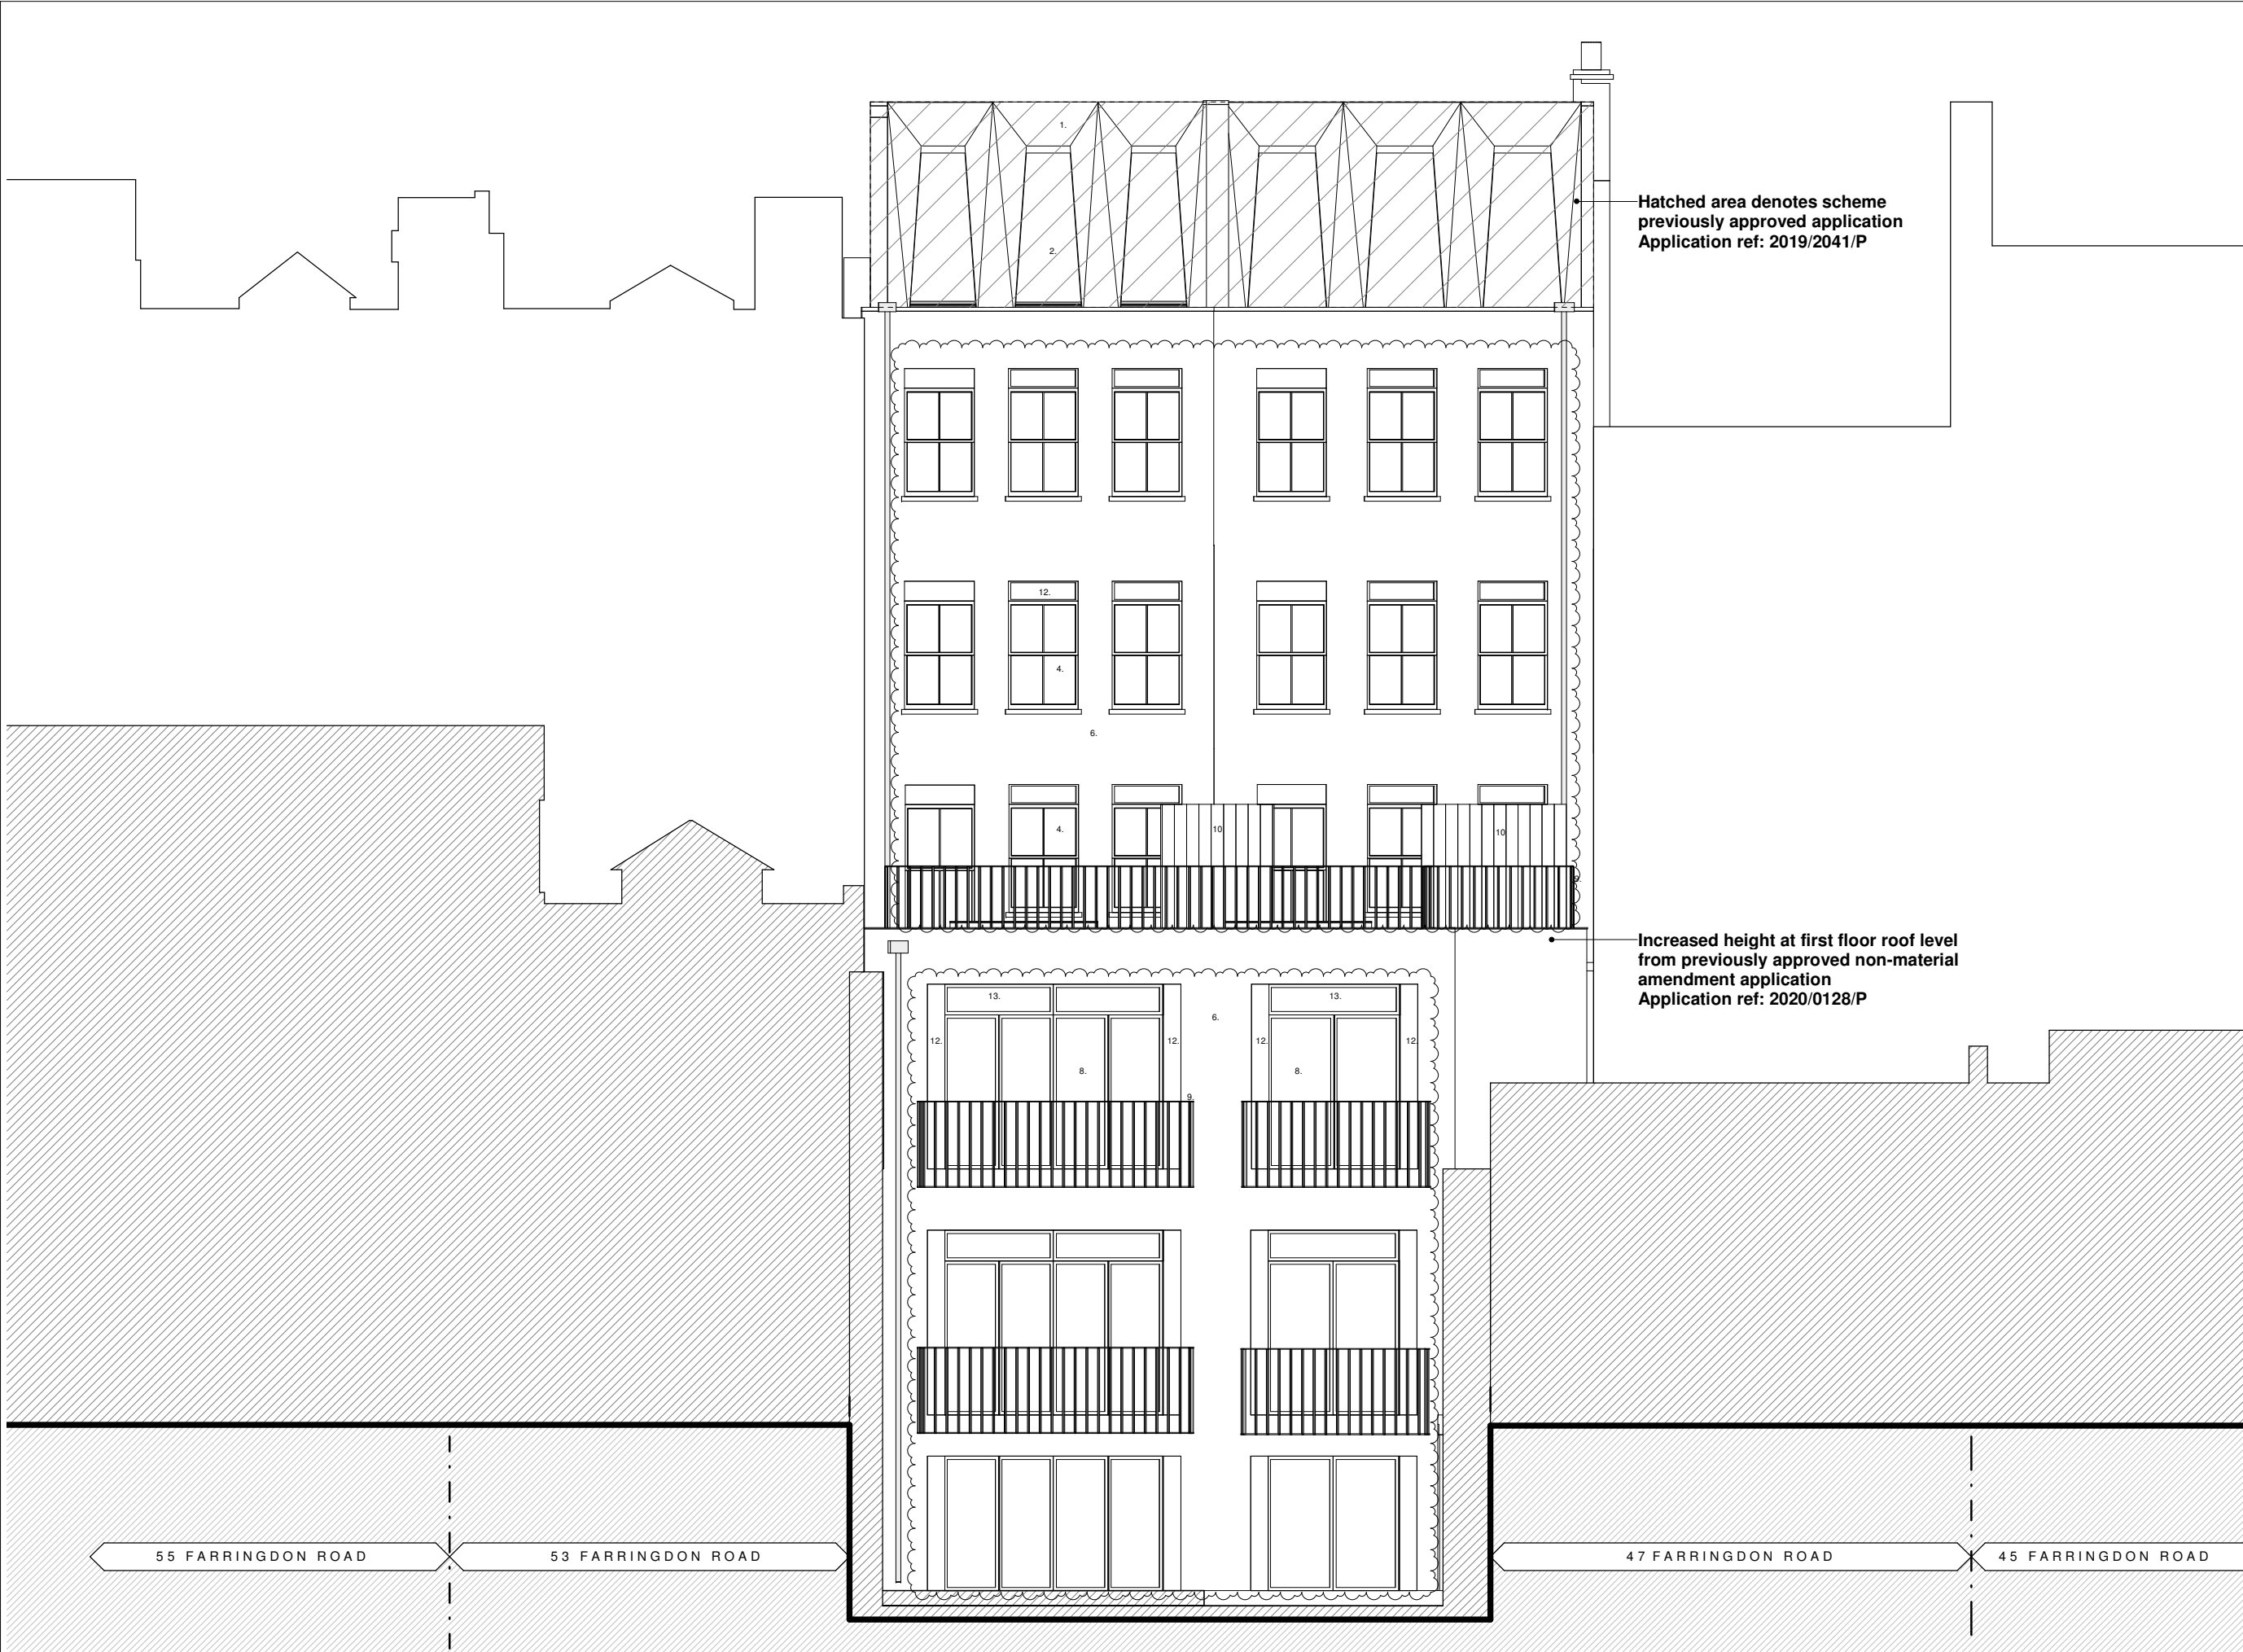 1.
Hatched area denotes scheme
previously approved application
Application ref: 2019/2041/P
2.
12.
4.
6.
4.
10
10
9.
Increased height at first floor roof level
from previously approved non-material
amendment application
Application ref: 2020/0128/P
13.
13.
6.
12.
12.
12.
12.
8.
8.
9.
55 FARRINGDON ROAD
53 FARRINGDON ROAD
47 FARRINGDON ROAD
45 FARRINGDON ROAD